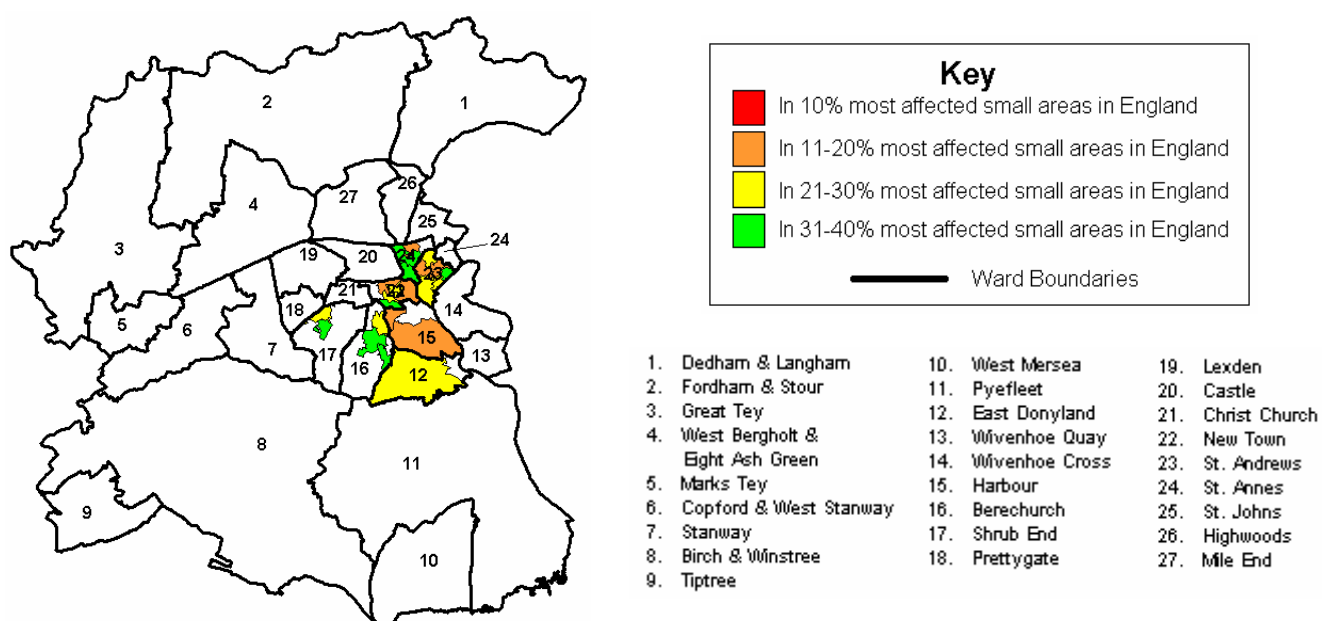 2
1
26
27
25
4
24
3
19
20
24
23
21
22
18
14
5
6
15
7
17
16
13
12
8
11
9
10
Key
In 10% most affected small areas in England
In 11-20% most affected small areas in England
In 21-30% most affected small areas in England
In 31-40% most affected small areas in England
Ward Boundaries
1. Dedham & Langham
2. Fordham & Stour
3. Great Tey
4. West Bergholt &
Eight Ash Green
5. Marks Tey
6. Copford & West Stanway
7. Stanway
8. Birch & Winstree
9. Tiptree
10. West Mersea
11. Pyefleet
12. East Donyland
13. Wivenhoe Quay
14. Wivenhoe Cross
15. Harbour
16. Berechurch
17. Shrub End
18. Prettygate
19. Lexden
20. Castle
21. Christ Church
22. New Town
23. St. Andrews
24. St. Annes
25. St. Johns
26. Highwoods
27. Mile End